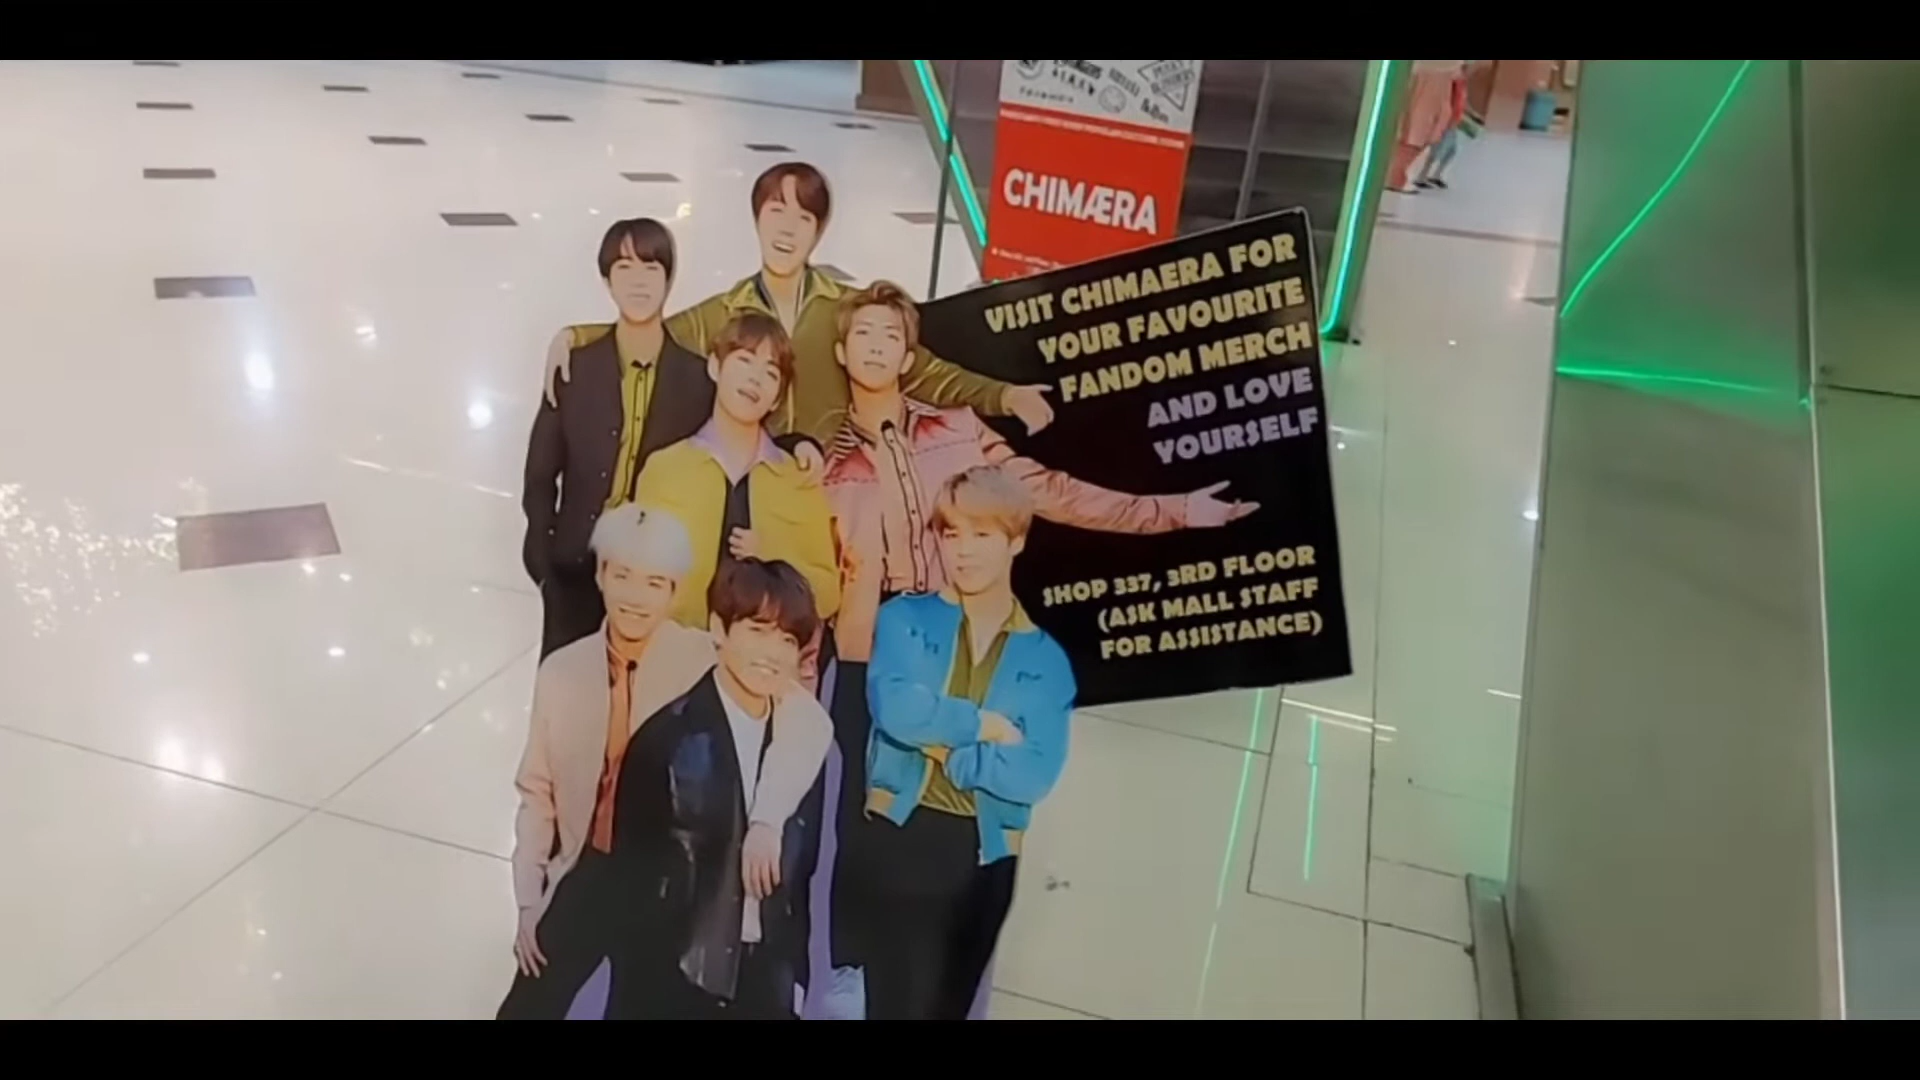 CHIMÆRA
VISIT CHIMAERA FOR
YOUR FAVOURITE
FANDOM MERCH
AND LOVE
YOURSELF
SHOP 337, 3RD FLOOR
(ASK MALL STAFF
FOR ASSISTANCE)